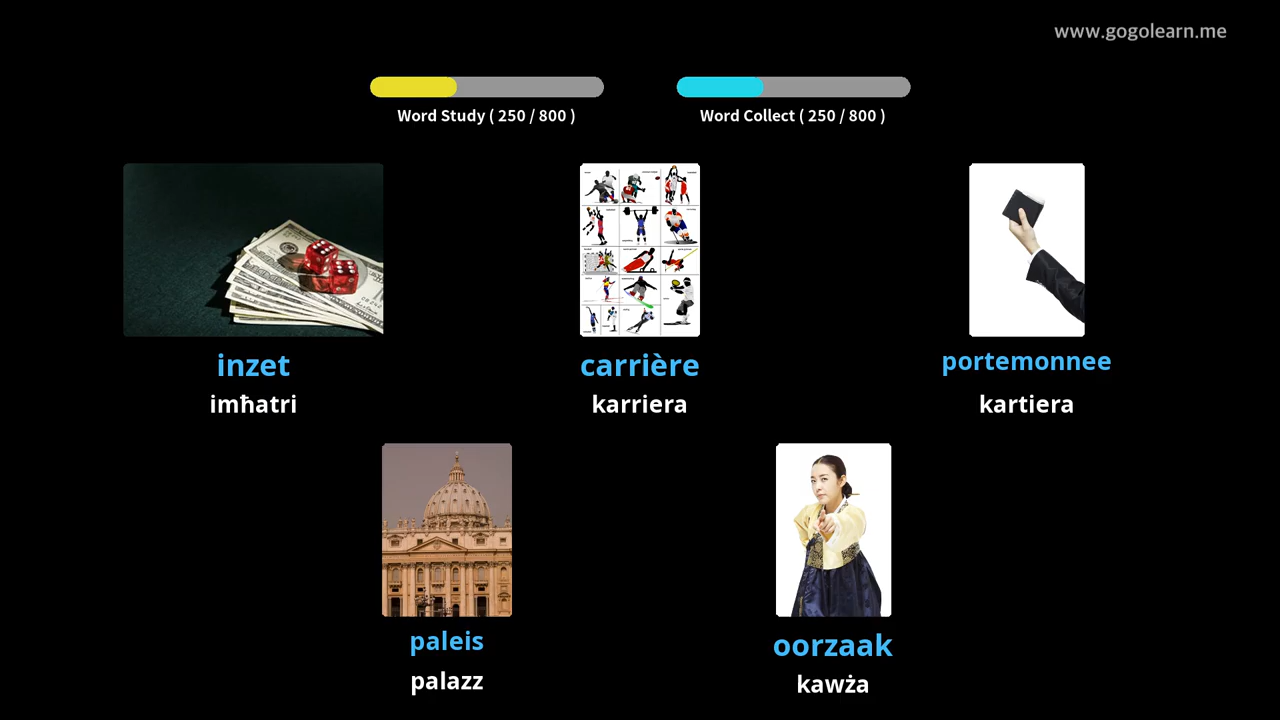 www.gogolearn.me
Word Study ( 250 / 800 )
Word Collect ( 250 / 800 )
inzet
imħatri
carrière
karriera
portemonnee
kartiera
paleis
palazz
oorzaak
kawża